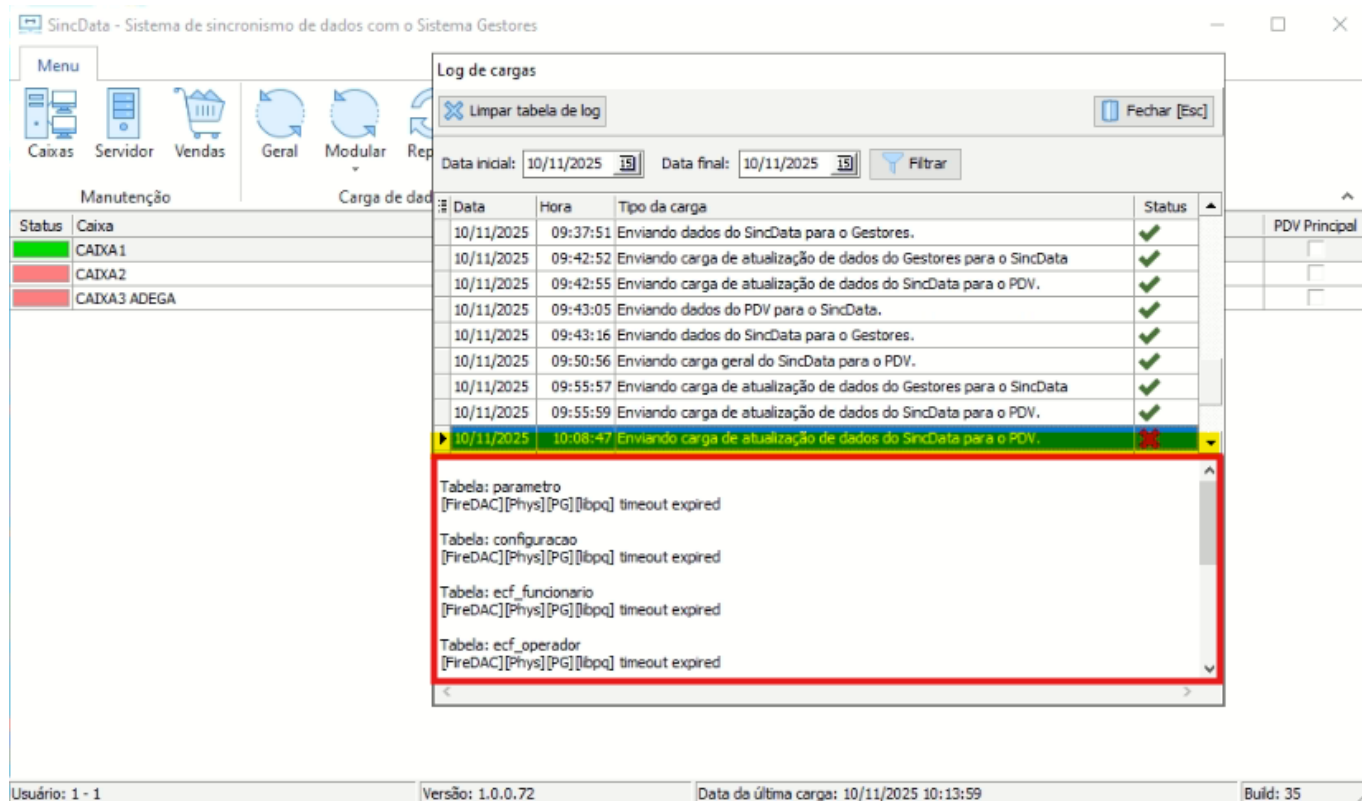 SincData - Sistema de sincronismo de dados com o Sistema Gestores
Menu
Caixas Servidor Vendas Geral Modular Rep
Manutenção Carga de dad
Status Caixa PDV Principal
CAIXA1
CAIXA2
CAIXA3 ADEGA
Log de cargas
Limpar tabela de log Fechar [Esc]
Data inicial: 10/11/2025 15 Data final: 10/11/2025 15 Filtrar
Data Hora Tipo da carga Status
10/11/2025 09:37:51 Enviando dados do SincData para o Gestores.
10/11/2025 09:42:52 Enviando carga de atualização de dados do Gestores para o SincData
10/11/2025 09:42:55 Enviando carga de atualização de dados do SincData para o PDV.
10/11/2025 09:43:05 Enviando dados do PDV para o SincData.
10/11/2025 09:43:16 Enviando dados do SincData para o Gestores.
10/11/2025 09:50:56 Enviando carga geral do SincData para o PDV.
10/11/2025 09:55:57 Enviando carga de atualização de dados do Gestores para o SincData
10/11/2025 09:55:59 Enviando carga de atualização de dados do SincData para o PDV.
10/11/2025 10:08:47 Enviando carga de atualização de dados do SincData para o PDV.
Tabela: parametro
[FireDAC][Phys][PG][libpq] timeout expired
Tabela: configuracao
[FireDAC][Phys][PG][libpq] timeout expired
Tabela: ecf_funcionario
[FireDAC][Phys][PG][libpq] timeout expired
Tabela: ecf_operador
[FireDAC][Phys][PG][libpq] timeout expired
Usuário: 1 - 1 Versão: 1.0.0.72 Data da última carga: 10/11/2025 10:13:59 Build: 35